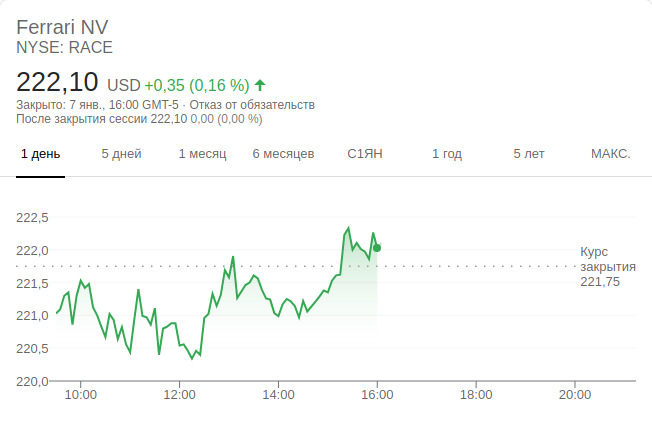 Ferrari NV
NYSE: RACE
222,10 USD +0,35 (0,16 %) ↑
Закрыто: 7 янв., 16:00 GMT-5 · Отказ от обязательств
После закрытия сессии 222,10 0,00 (0,00 %)
1 день 5 дней 1 месяц 6 месяцев С1ЯН 1 год 5 лет МАКС.
222,5
222,0
221,5
221,0
220,5
220,0
Курс
закрытия
221,75
10:00 12:00 14:00 16:00 18:00 20:00